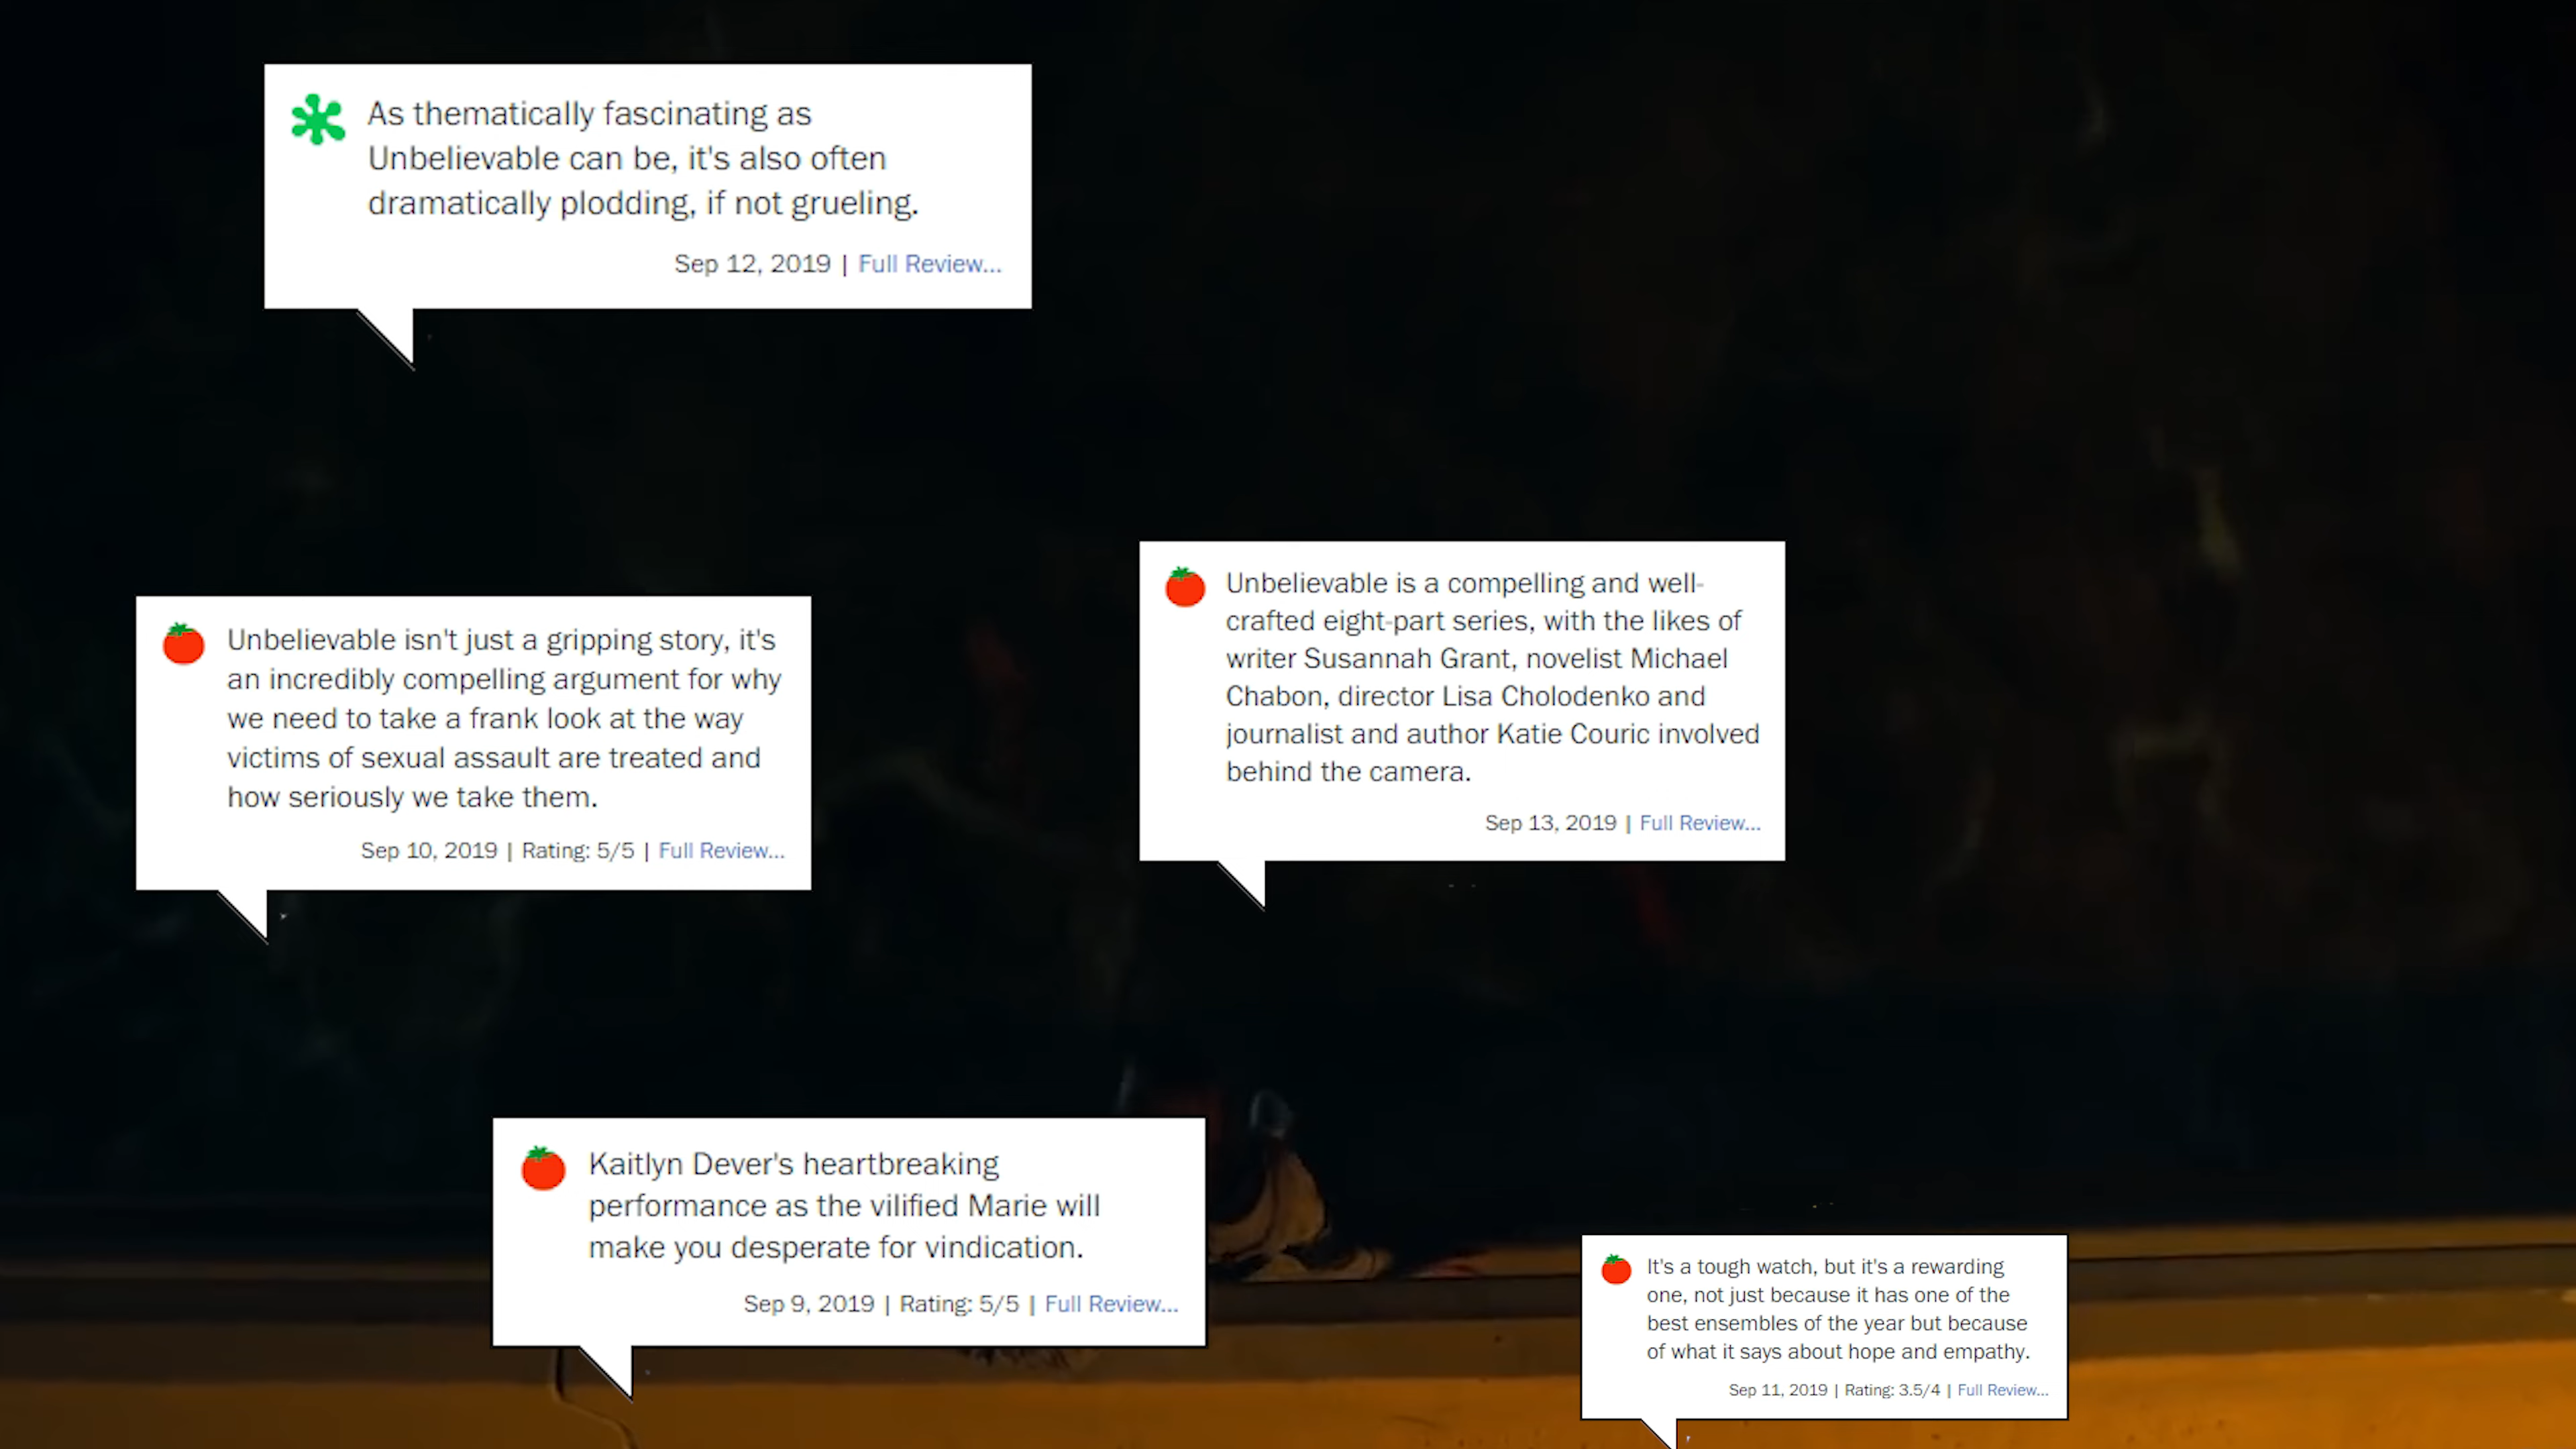 As thematically fascinating as
Unbelievable can be, it's also often
dramatically plodding, if not grueling.
Sep 12, 2019 | Full Review...
Unbelievable isn't just a gripping story, it's
an incredibly compelling argument for why
we need to take a frank look at the way
victims of sexual assault are treated and
how seriously we take them.
Sep 10, 2019 | Rating: 5/5 | Full Review...
Unbelievable is a compelling and well-
crafted eight-part series, with the likes of
writer Susannah Grant, novelist Michael
Chabon, director Lisa Cholodenko and
journalist and author Katie Couric involved
behind the camera.
Sep 13, 2019 | Full Review...
Kaitlyn Dever's heartbreaking
performance as the vilified Marie will
make you desperate for vindication.
Sep 9, 2019 | Rating: 5/5 | Full Review...
It's a tough watch, but it's a rewarding
one, not just because it has one of the
best ensembles of the year but because
of what it says about hope and empathy.
Sep 11, 2019 | Rating: 3.5/4 | Full Review...